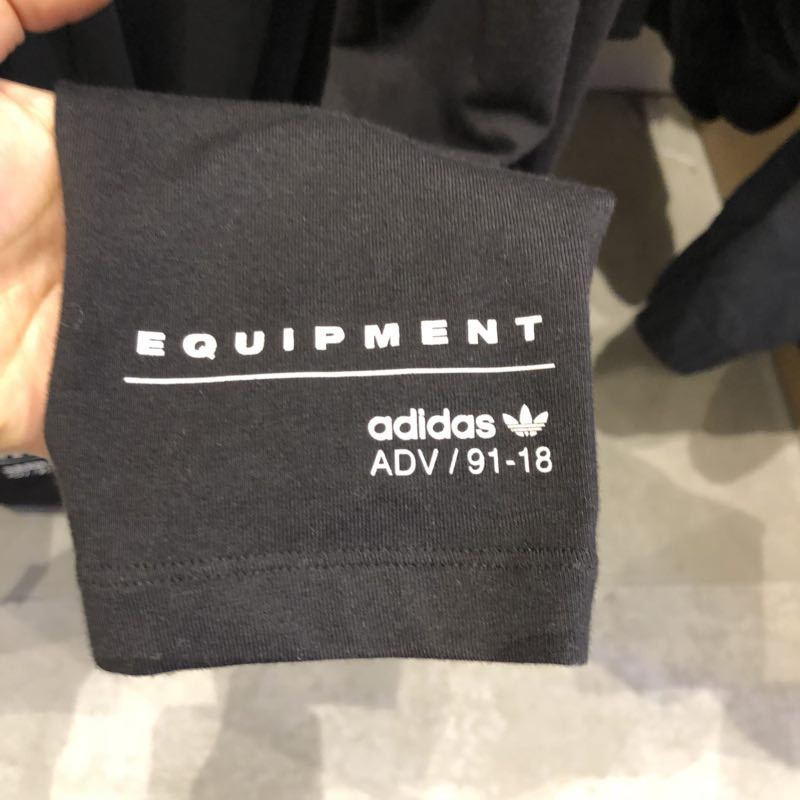 EQUIPMENT
adidas
ADV / 91-18